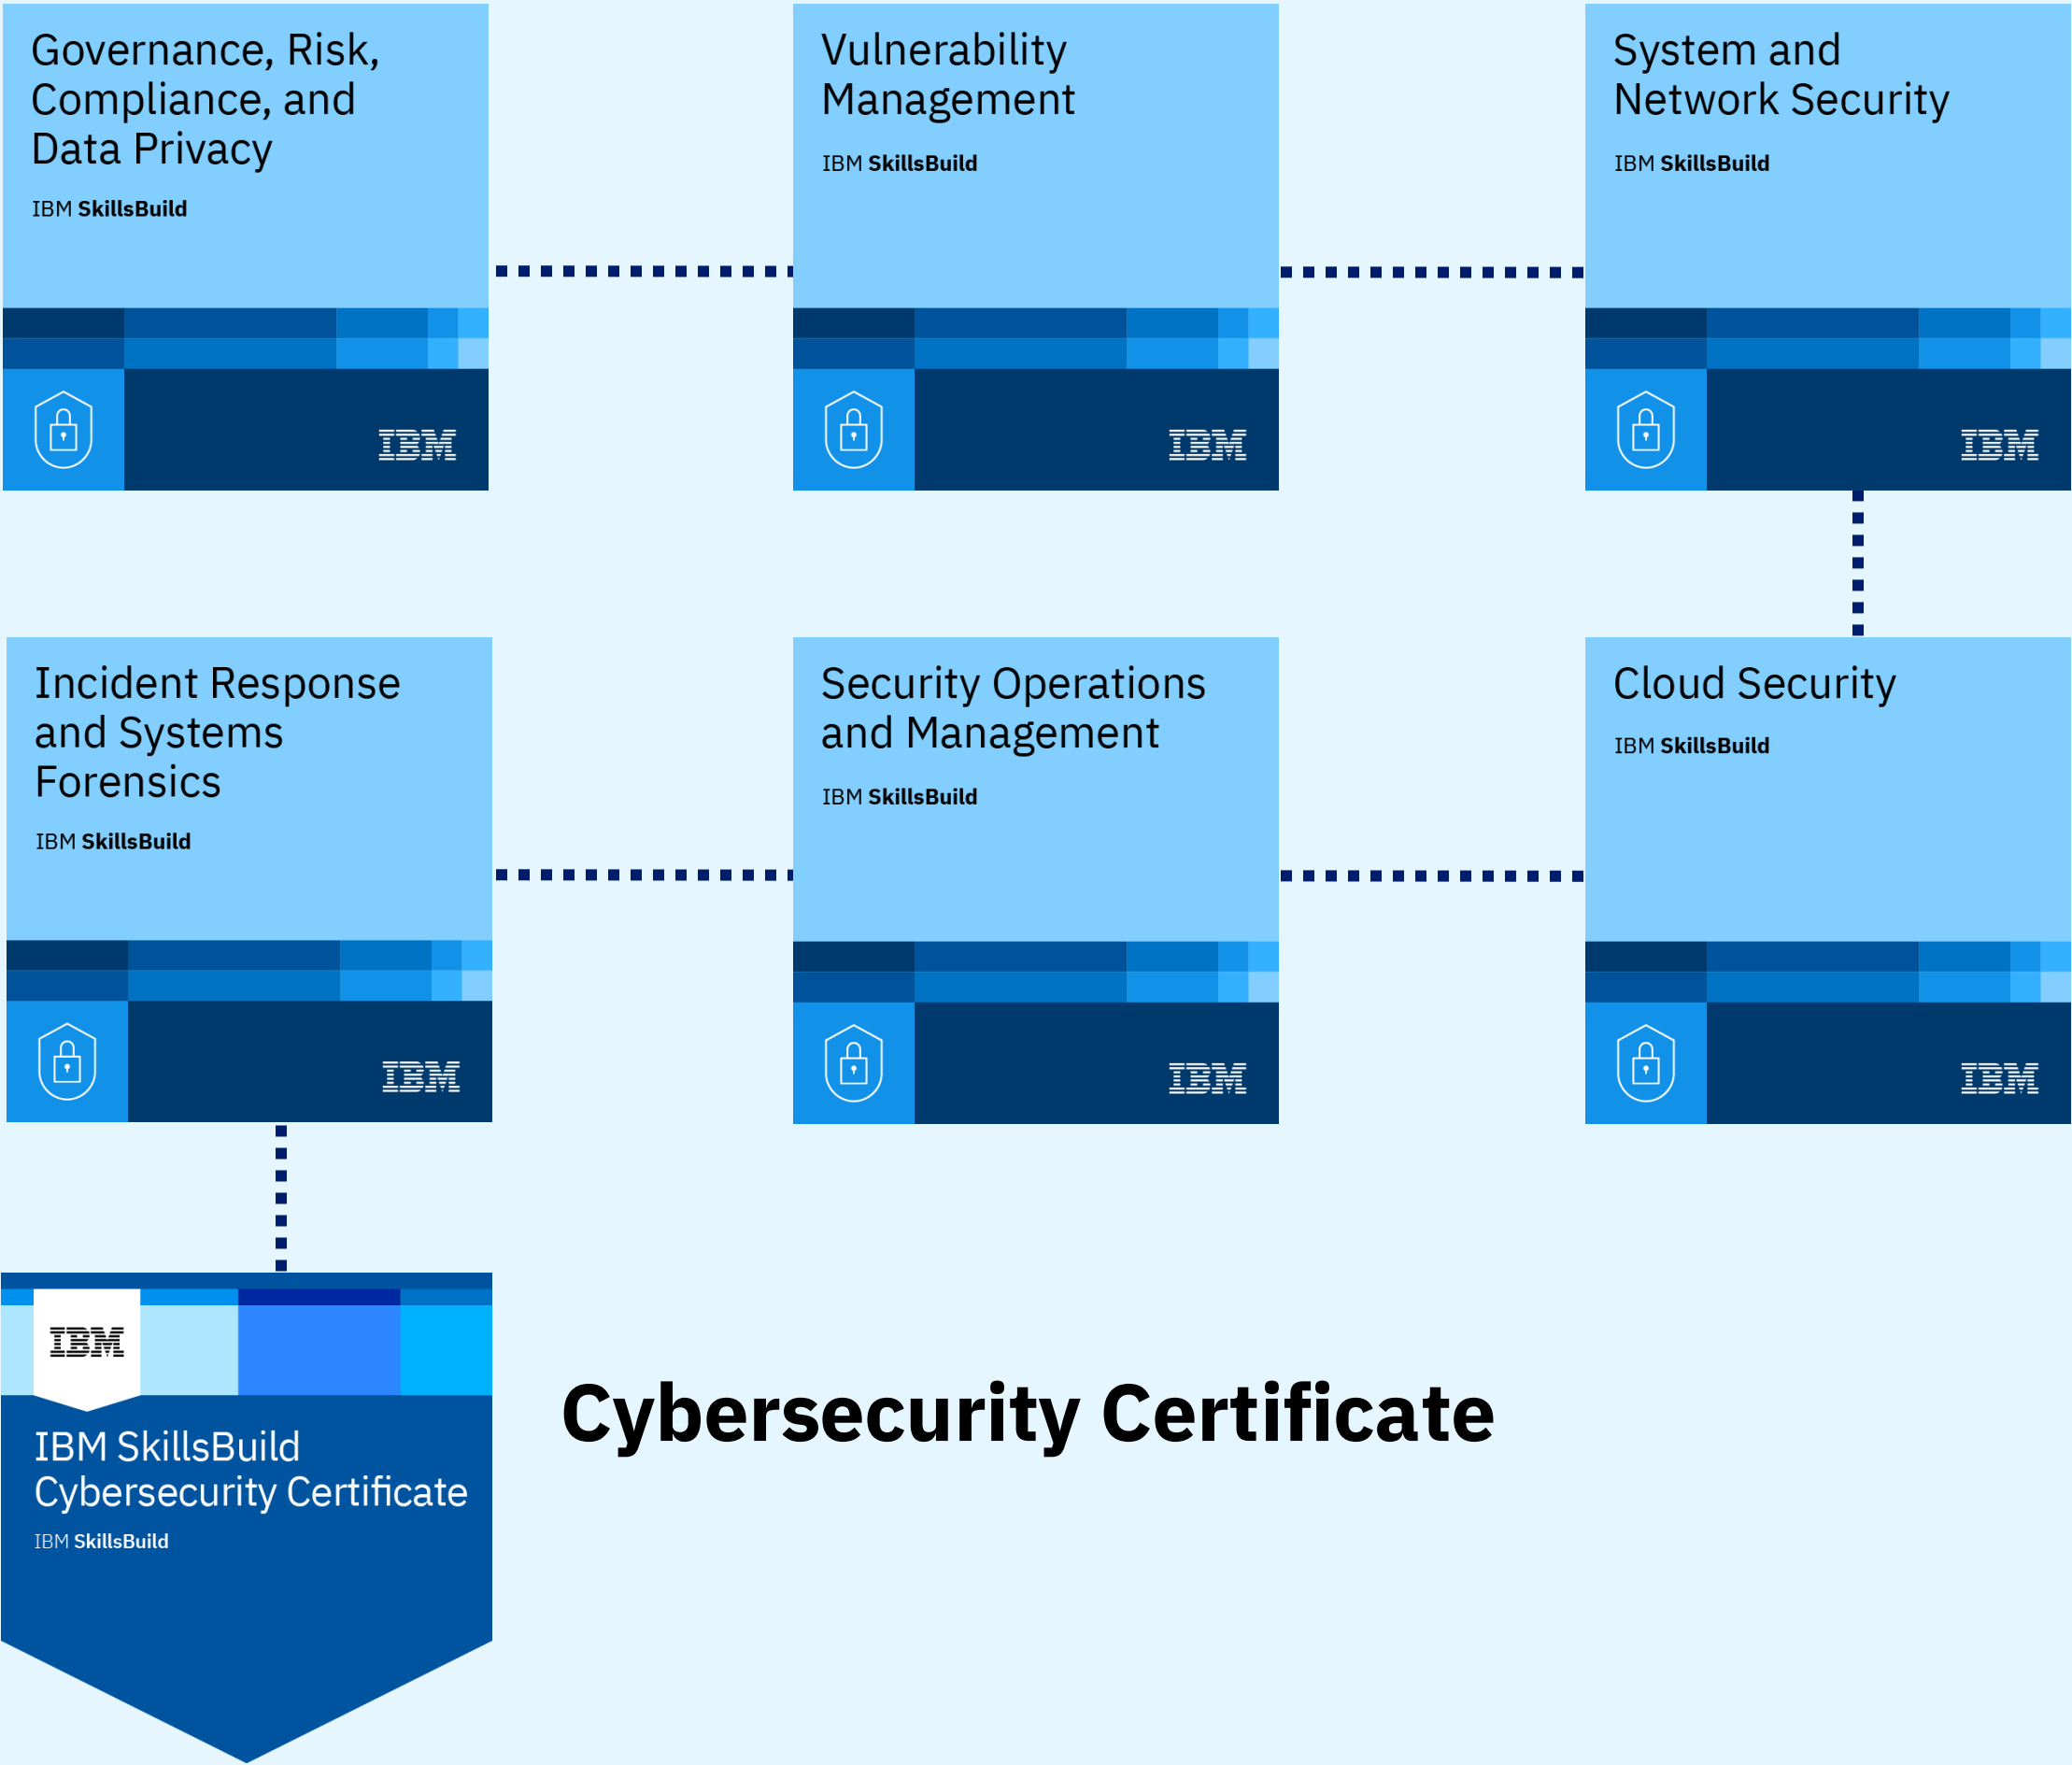 Governance, Risk,
Compliance, and
Data Privacy
IBM SkillsBuild
IBM
Vulnerability
Management
IBM SkillsBuild
IBM
System and
Network Security
IBM SkillsBuild
IBM
Cloud Security
IBM SkillsBuild
IBM
Security Operations
and Management
IBM SkillsBuild
IBM
Incident Response
and Systems
Forensics
IBM SkillsBuild
IBM
IBM
IBM SkillsBuild
Cybersecurity Certificate
IBM SkillsBuild
Cybersecurity Certificate